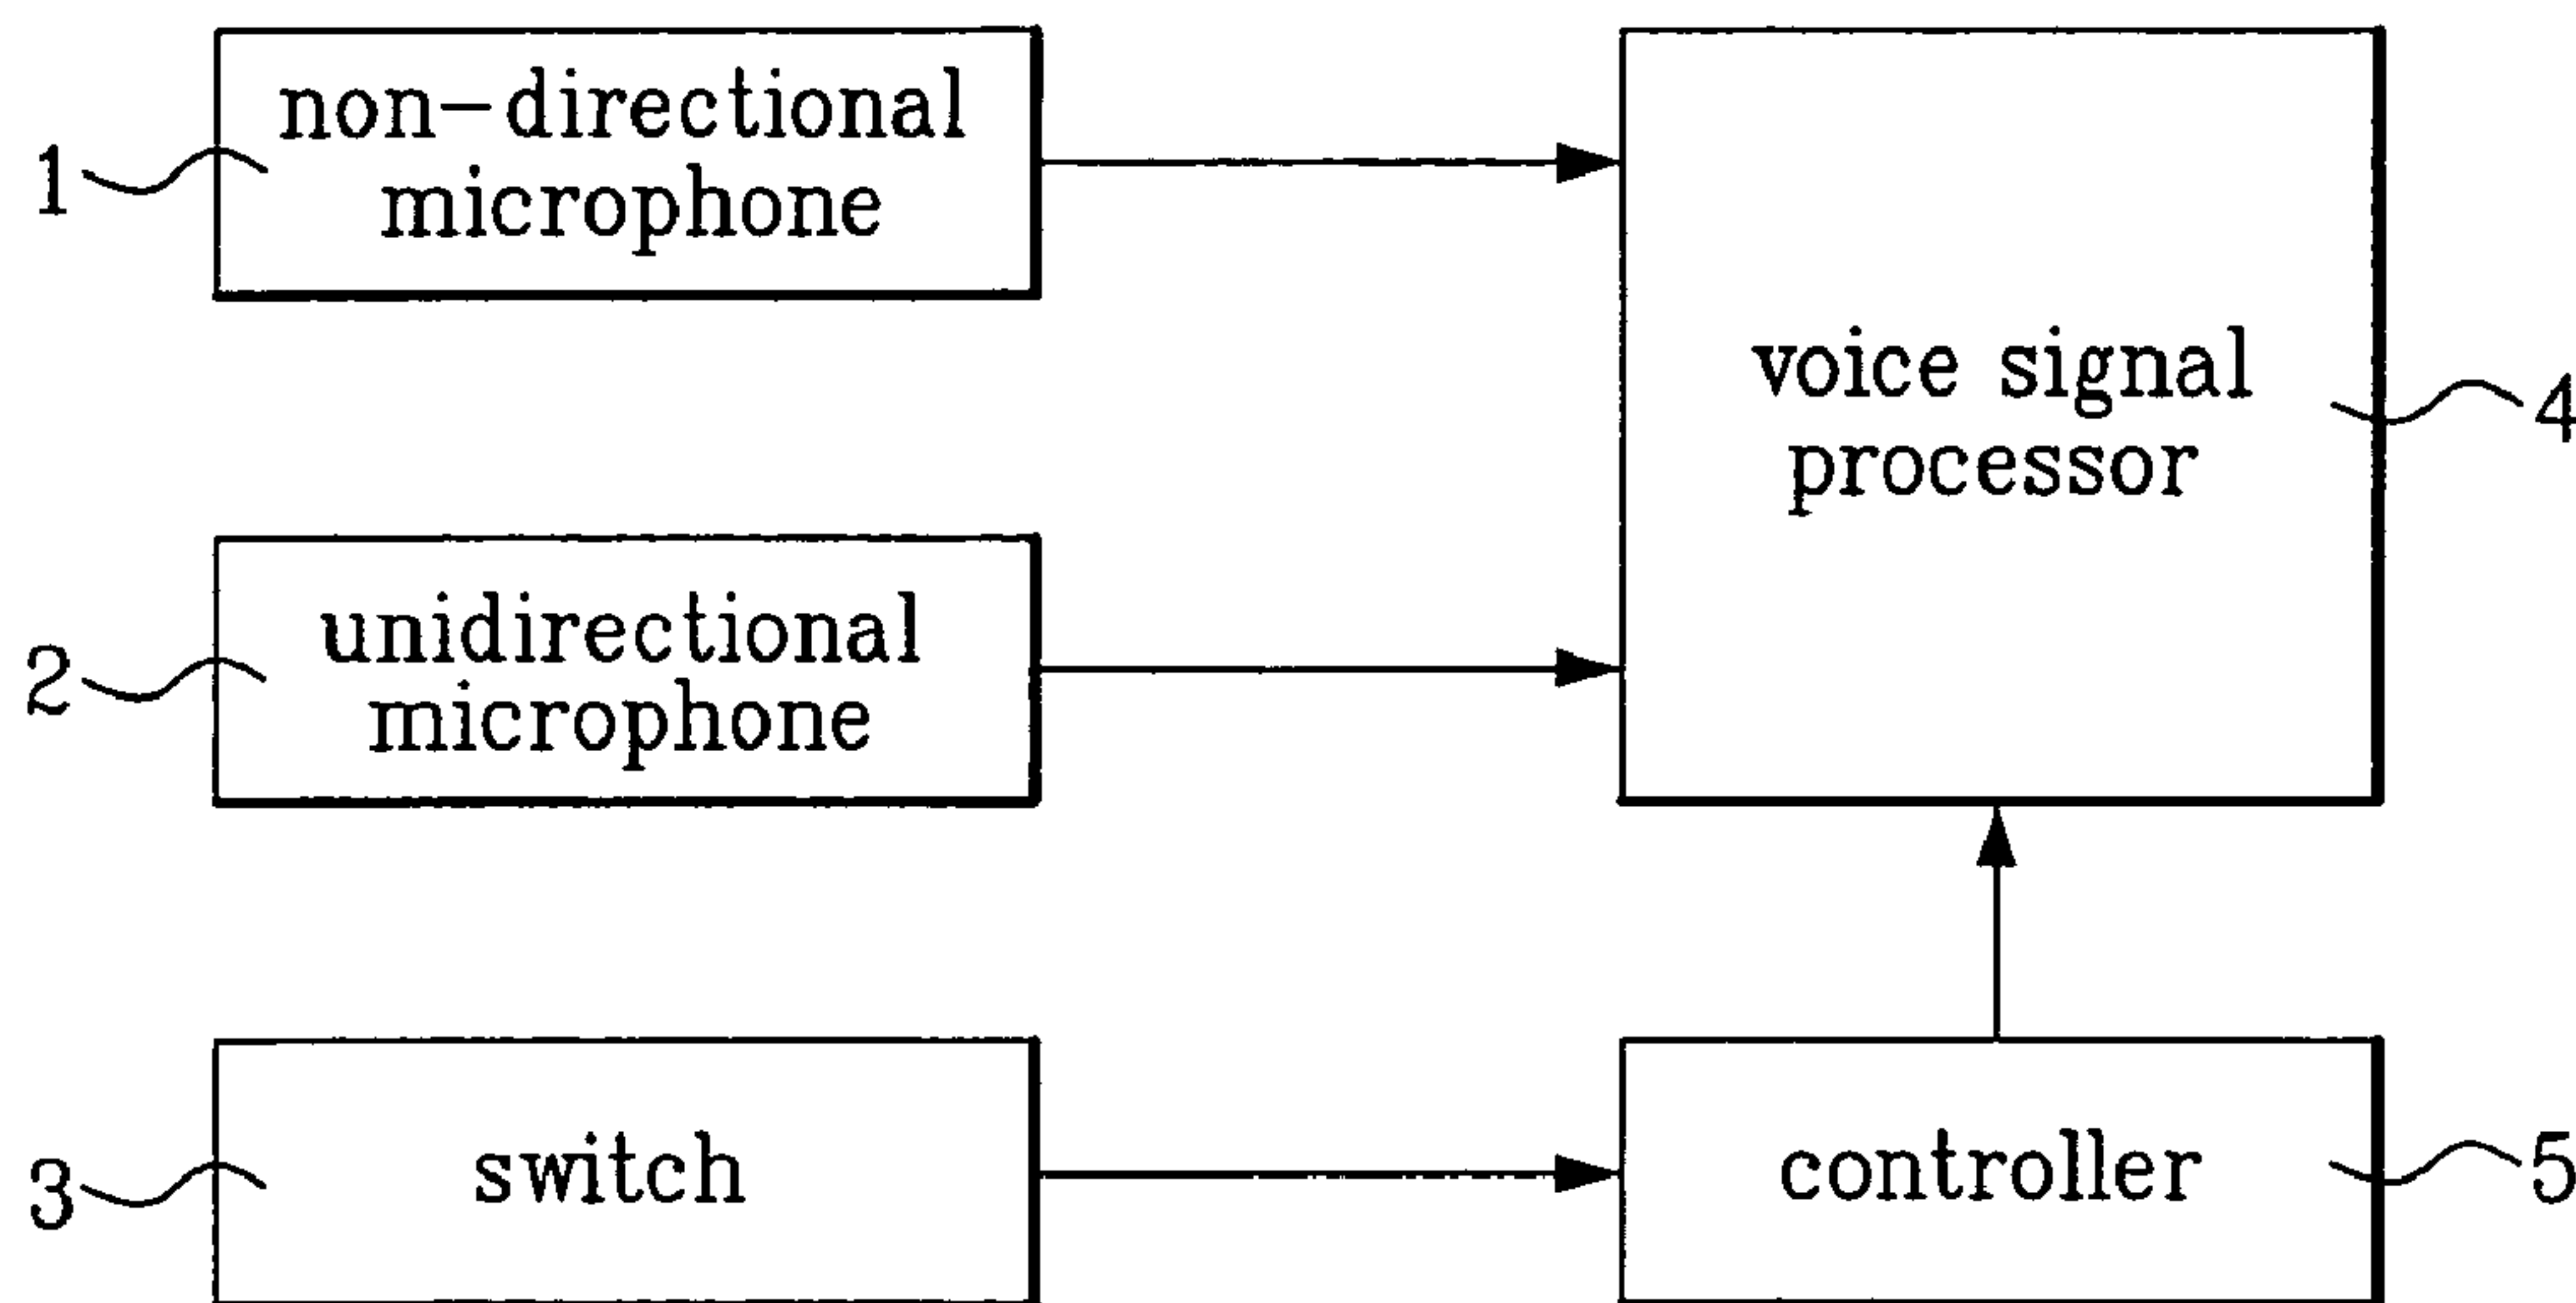 non-directional
microphone
1
voice signal
processor
4
unidirectional
microphone
2
switch
3
controller
5